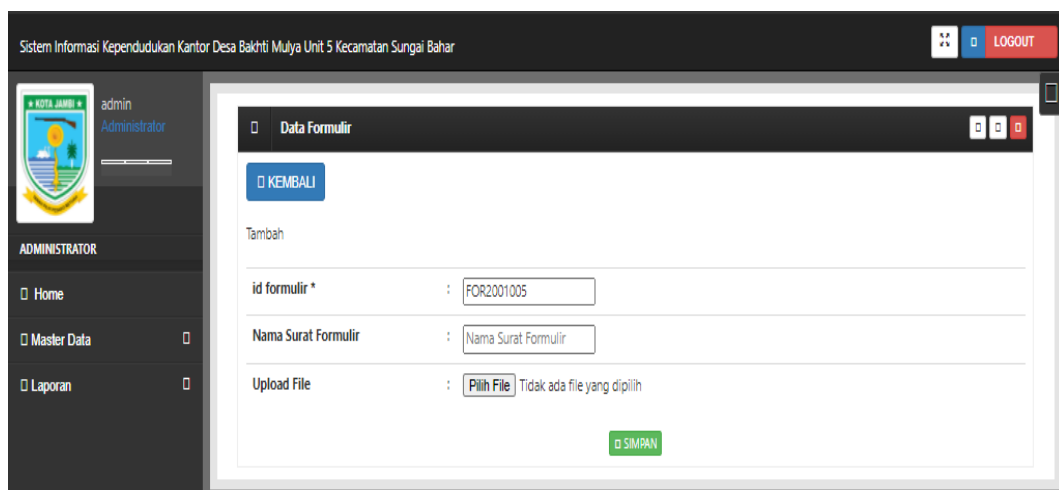 Sistem Informasi Kependudukan Kantor Desa Bakhti Mulya Unit 5 Kecamatan Sungai Bahar
LOGOUT
KOTA JAMBI
admin
Administrator
ADMINISTRATOR
Home
Master Data
Laporan
Data Formulir
KEMBALI
Tambah
id formulir * : FOR2001005
Nama Surat Formulir : Nama Surat Formulir
Upload File : Pilih File Tidak ada file yang dipilih
SIMPAN